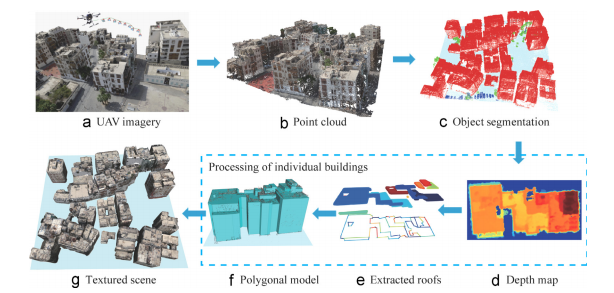 a UAV imagery
b Point cloud
c Object segmentation
Processing of individual buildings
g Textured scene
f Polygonal model
e Extracted roofs
d Depth map